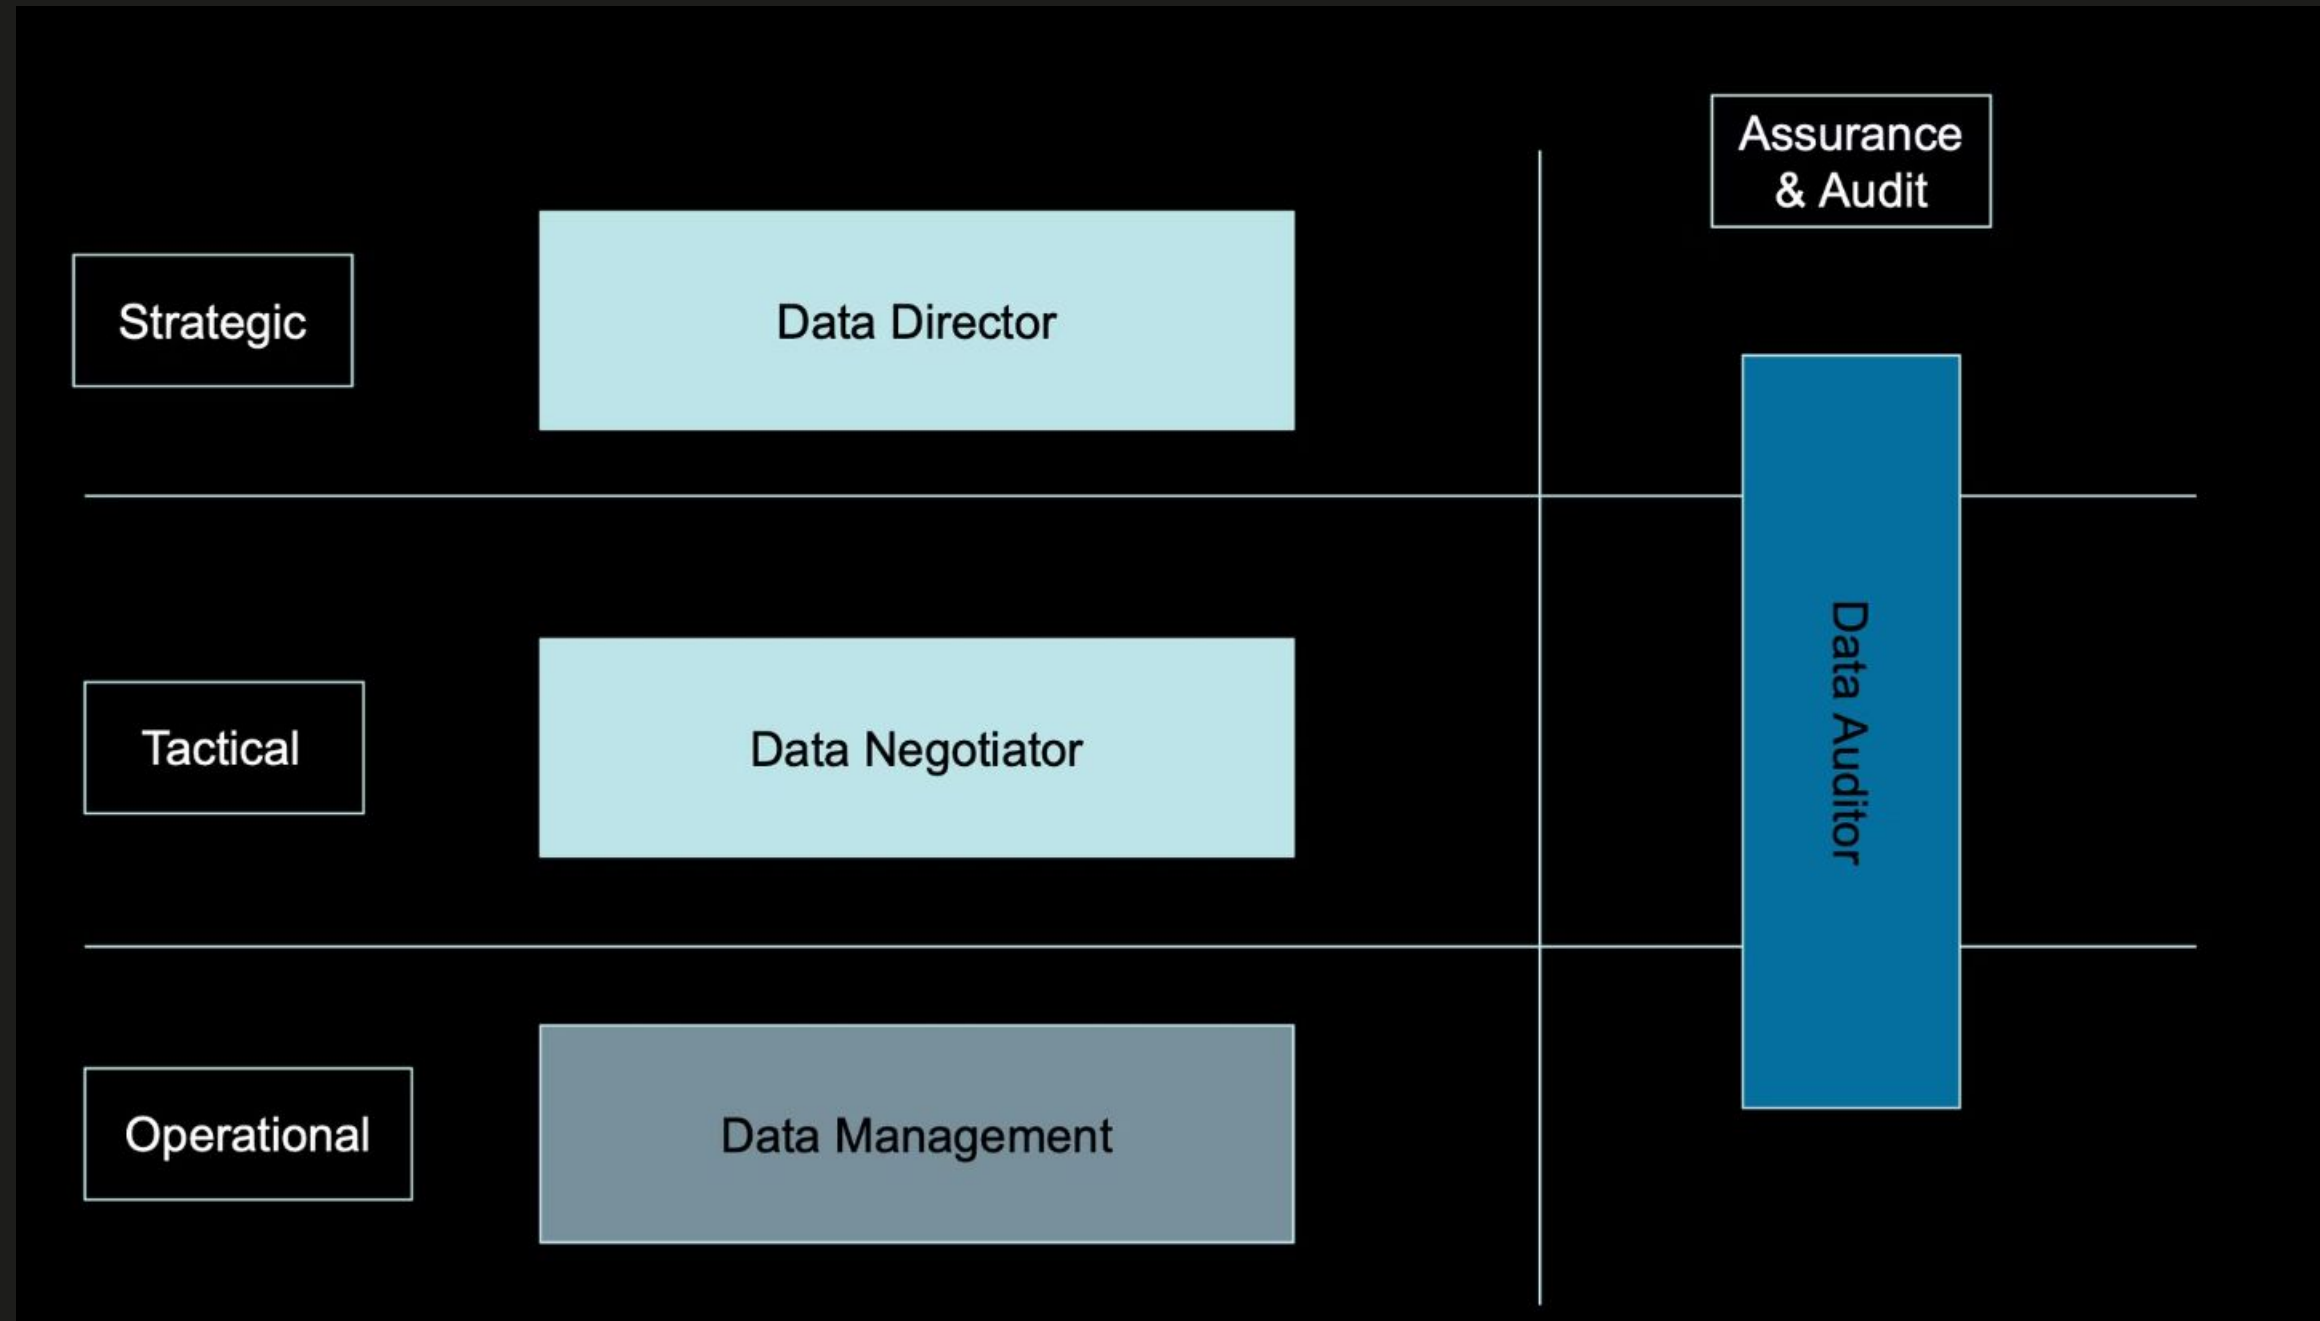 Assurance
& Audit
Strategic
Data Director
Tactical
Data Negotiator
Data Auditor
Operational
Data Management